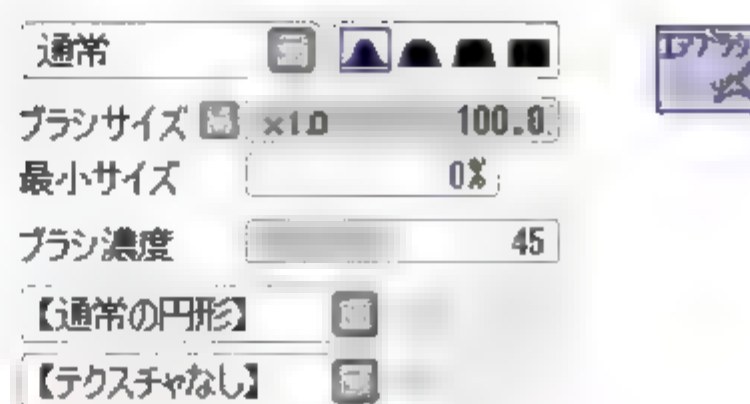 通常
ブラシサイズ ×1.0 100.0
最小サイズ 0%
ブラシ濃度 45
【通常の円形】
【テクスチャなし】